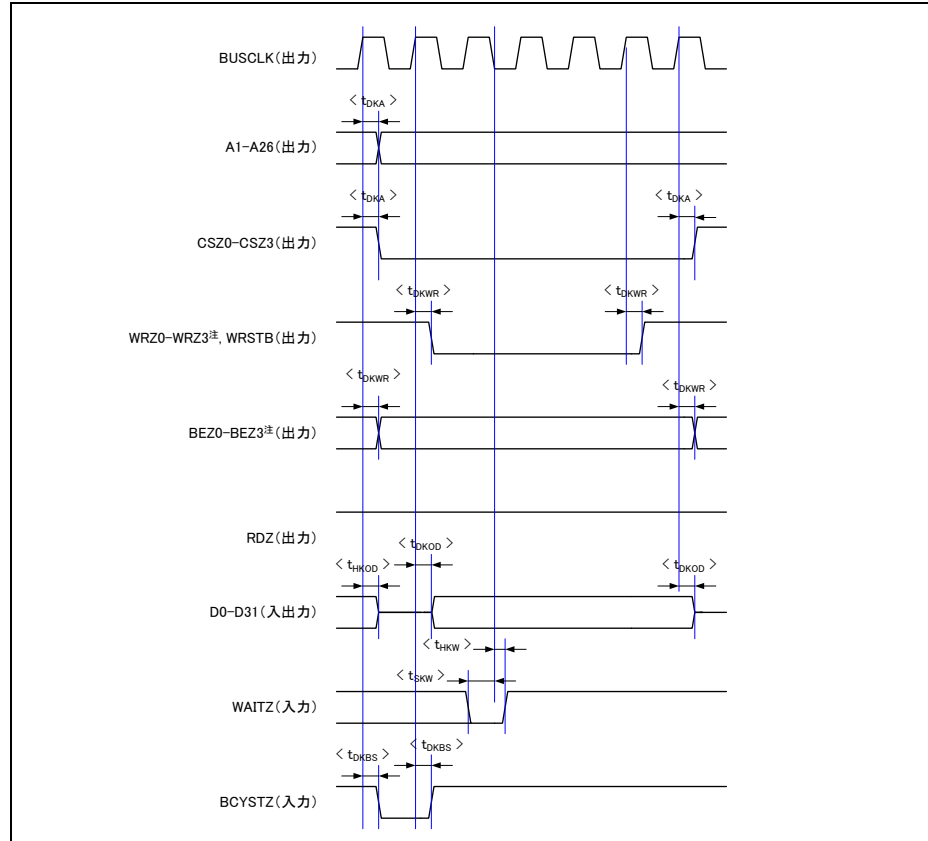 BUSCLK(出力)
< tDKA >
A1-A26(出力)
< tDKA > < tDKA >
CSZ0-CSZ3(出力)
< tDKWR > < tDKWR >
WRZ0-WRZ3注, WRSTB(出力)
< tDKWR > < tDKWR >
BEZ0-BEZ3注(出力)
RDZ(出力)
< tDKOD >
< tHKOD > < tDKOD >
D0-D31(入出力)
< tHKW >
< tSKW >
WAITZ(入力)
< tDKBS > < tDKBS >
BCYSTZ(入力)